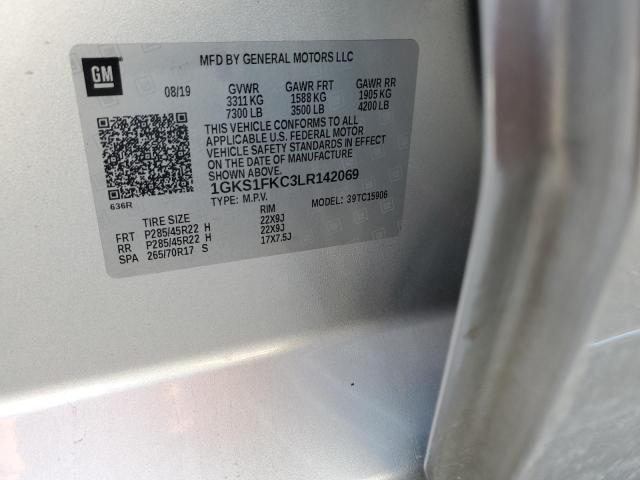 GM
MFD BY GENERAL MOTORS LLC
08/19 GVWR GAWR FRT GAWR RR
3311 KG 1588 KG 1905 KG
7300 LB 3500 LB 4200 LB
THIS VEHICLE CONFORMS TO ALL
APPLICABLE U.S. FEDERAL MOTOR
VEHICLE SAFETY STANDARDS IN EFFECT
ON THE DATE OF MANUFACTURE
SHOWN ABOVE.
1GKS1FKC3LR142069
TYPE: M.P.V. MODEL: 39TC15906
636R
TIRE SIZE RIM
FRT P285/45R22 H 22X9J
RR P285/45R22 H 22X9J
SPA 265/70R17 S 17X7.5J